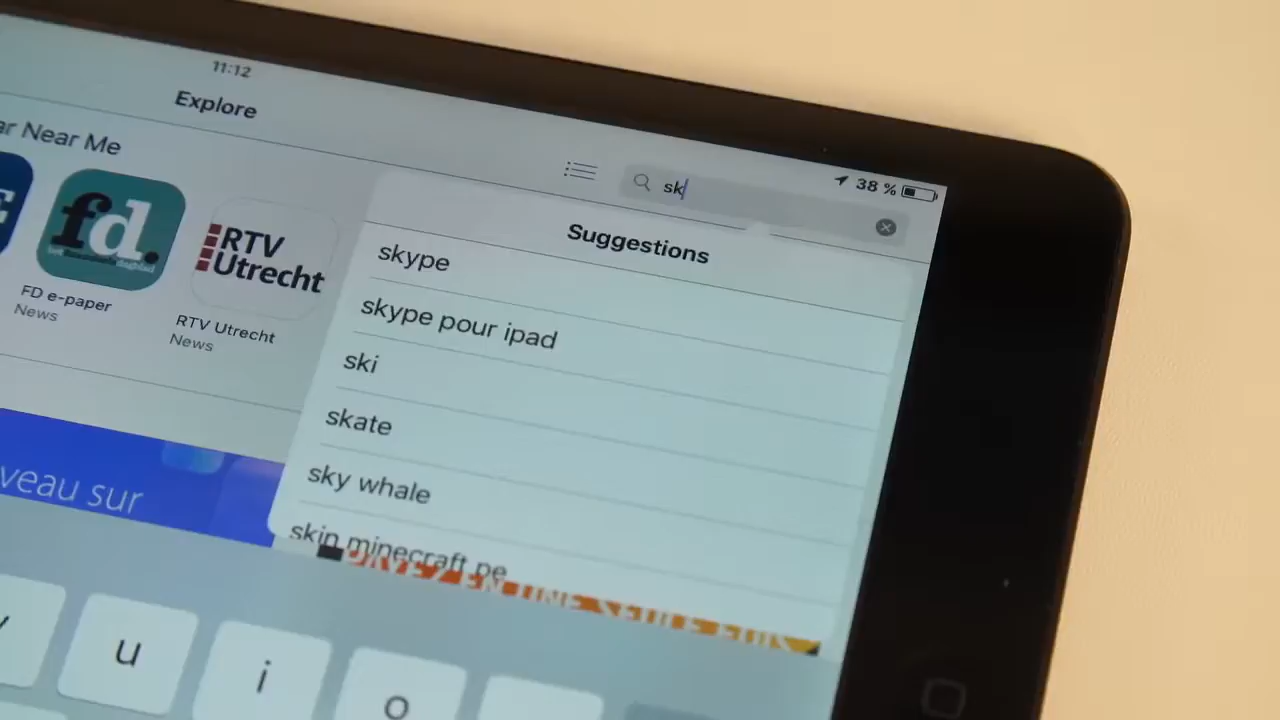 11:12
38 %
Explore
sk
ar Near Me
Suggestions
fd.
RTV
Utrecht
FD e-paper
News
RTV Utrecht
News
skype
skype pour ipad
ski
skate
sky whale
skin minecraft pe
veau sur
u
i
o